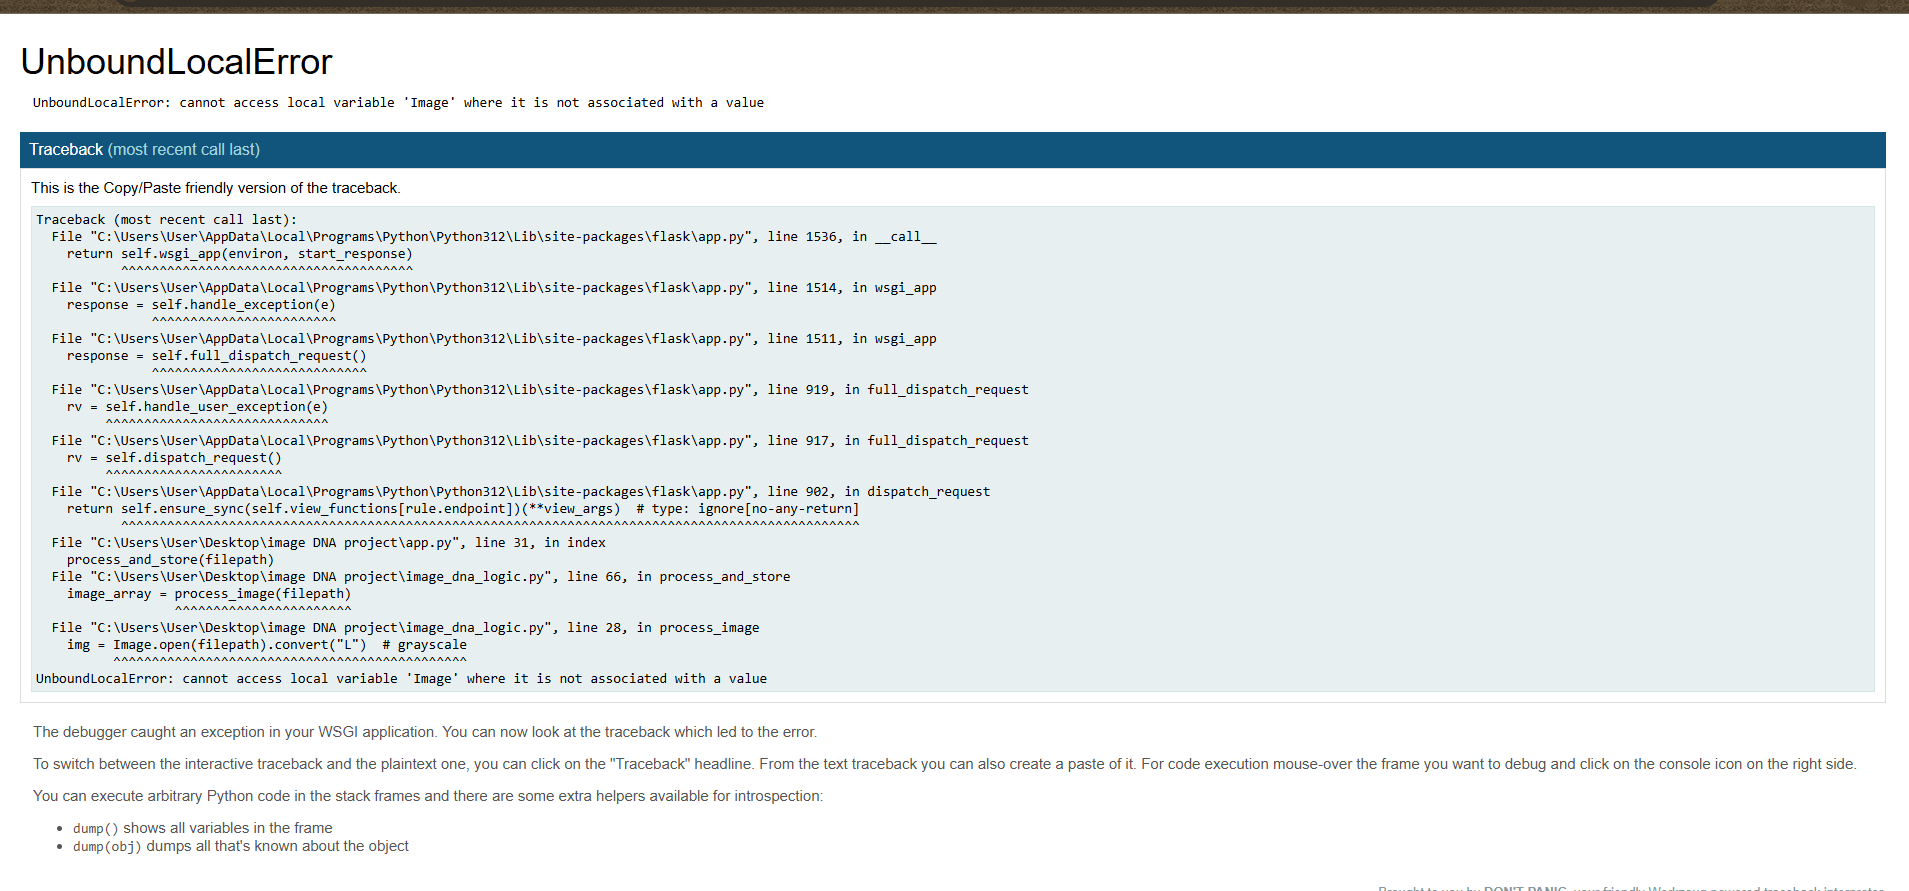 UnboundLocalError
UnboundLocalError: cannot access local variable 'Image' where it is not associated with a value
Traceback (most recent call last)
This is the Copy/Paste friendly version of the traceback.
Traceback (most recent call last):
  File "C:\Users\User\AppData\Local\Programs\Python\Python312\Lib\site-packages\flask\app.py", line 1536, in __call__
    return self.wsgi_app(environ, start_response)
           ^^^^^^^^^^^^^^^^^^^^^^^^^^^^^^^^^^^^^^
  File "C:\Users\User\AppData\Local\Programs\Python\Python312\Lib\site-packages\flask\app.py", line 1514, in wsgi_app
    response = self.handle_exception(e)
               ^^^^^^^^^^^^^^^^^^^^^^^^
  File "C:\Users\User\AppData\Local\Programs\Python\Python312\Lib\site-packages\flask\app.py", line 1511, in wsgi_app
    response = self.full_dispatch_request()
               ^^^^^^^^^^^^^^^^^^^^^^^^^^^^
  File "C:\Users\User\AppData\Local\Programs\Python\Python312\Lib\site-packages\flask\app.py", line 919, in full_dispatch_request
    rv = self.handle_user_exception(e)
         ^^^^^^^^^^^^^^^^^^^^^^^^^^^^^
  File "C:\Users\User\AppData\Local\Programs\Python\Python312\Lib\site-packages\flask\app.py", line 917, in full_dispatch_request
    rv = self.dispatch_request()
         ^^^^^^^^^^^^^^^^^^^^^^^
  File "C:\Users\User\AppData\Local\Programs\Python\Python312\Lib\site-packages\flask\app.py", line 902, in dispatch_request
    return self.ensure_sync(self.view_functions[rule.endpoint])(**view_args)  # type: ignore[no-any-return]
           ^^^^^^^^^^^^^^^^^^^^^^^^^^^^^^^^^^^^^^^^^^^^^^^^^^^^^^^^^^^^^^^^^^^^^^^^^^^^^^^^^^^^^^^^^^^^^^^^
  File "C:\Users\User\Desktop\image DNA project\app.py", line 31, in index
    process_and_store(filepath)
  File "C:\Users\User\Desktop\image DNA project\image_dna_logic.py", line 66, in process_and_store
    image_array = process_image(filepath)
                  ^^^^^^^^^^^^^^^^^^^^^^^
  File "C:\Users\User\Desktop\image DNA project\image_dna_logic.py", line 28, in process_image
    img = Image.open(filepath).convert("L")  # grayscale
          ^^^^^^^^^^^^^^^^^^^^^^^^^^^^^^^^^^^^^^^^^^^^^^
UnboundLocalError: cannot access local variable 'Image' where it is not associated with a value
The debugger caught an exception in your WSGI application. You can now look at the traceback which led to the error.
To switch between the interactive traceback and the plaintext one, you can click on the "Traceback" headline. From the text traceback you can also create a paste of it. For code execution mouse-over the frame you want to debug and click on the console icon on the right side.
You can execute arbitrary Python code in the stack frames and there are some extra helpers available for introspection:
• dump() shows all variables in the frame
• dump(obj) dumps all that's known about the object
Brought to you by DON'T PANIC, your friendly Werkzeug powered traceback interpreter.